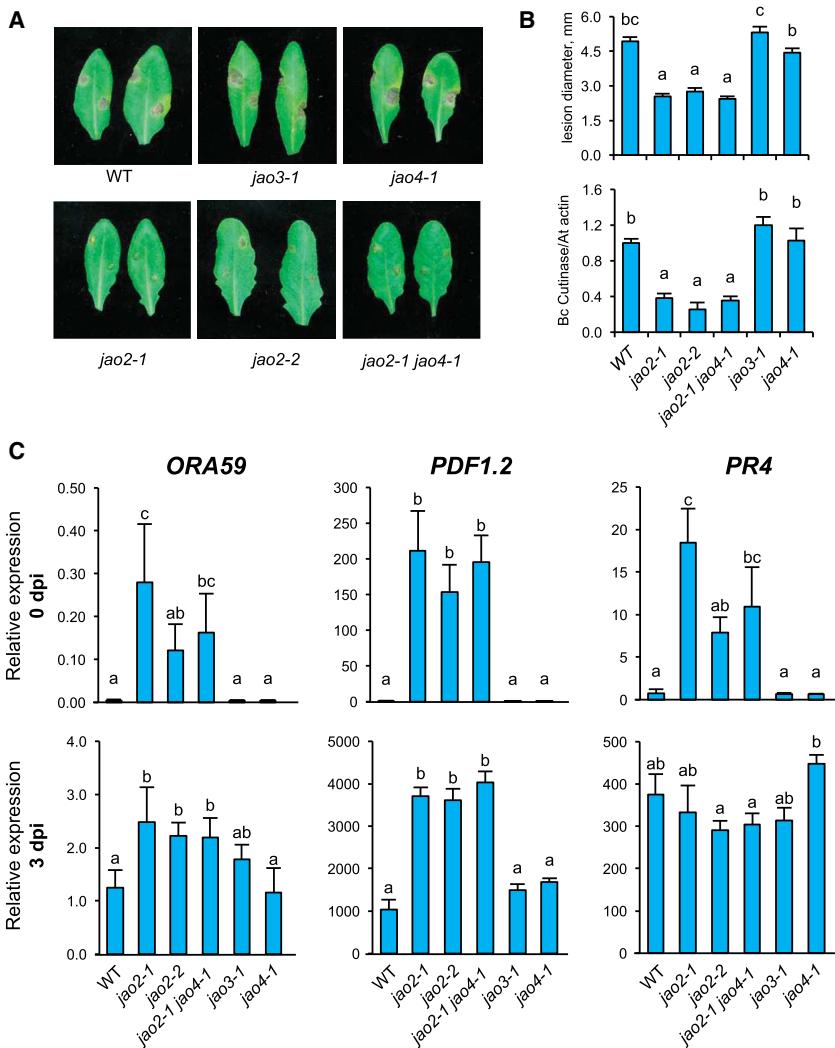 A
WT
jao3-1
jao4-1
jao2-1
jao2-2
jao2-1 jao4-1
B
lesion diameter, mm
6.0
4.5
3.0
1.5
0.0
bc
a
a
a
c
b
Bc Cutinase/At actin
1.6
1.2
0.8
0.4
0.0
b
a
a
a
b
b
WT
jao2-1
jao2-2
jao2-1 jao4-1
jao3-1
jao4-1
C
ORA59
PDF1.2
PR4
Relative expression
0 dpi
0.50
0.40
0.30
0.20
0.10
0.00
a
c
ab
bc
a
a
300
250
200
150
100
50
0
a
b
b
b
a
a
25
20
15
10
5
0
a
c
ab
bc
a
a
Relative expression
3 dpi
4.0
3.0
2.0
1.0
0.0
a
b
b
b
ab
a
WT
jao2-1
jao2-2
jao2-1 jao4-1
jao3-1
jao4-1
5000
4000
3000
2000
1000
0
a
b
b
b
a
a
WT
jao2-1
jao2-2
jao2-1 jao4-1
jao3-1
jao4-1
500
400
300
200
100
0
ab
ab
a
a
ab
b
WT
jao2-1
jao2-2
jao2-1 jao4-1
jao3-1
jao4-1